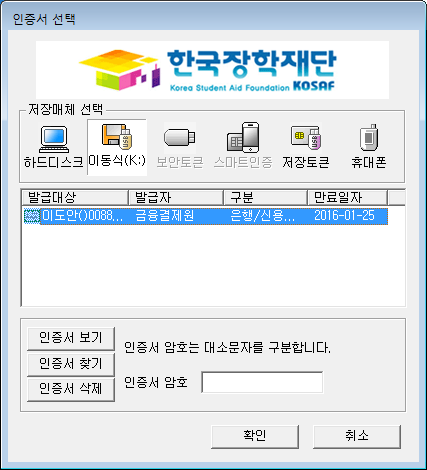 인증서 선택
한국장학재단
Korea Student Aid Foundation KOSAF
저장매체 선택
하드디스크 이동식(K:) 보안토큰 스마트인증 저장토큰 휴대폰
발급대상 발급자 구분 만료일자
이도안()0088... 금융결제원 은행/신용... 2016-01-25
인증서 보기
인증서 암호는 대소문자를 구분합니다.
인증서 찾기
인증서 삭제
인증서 암호
확인 취소